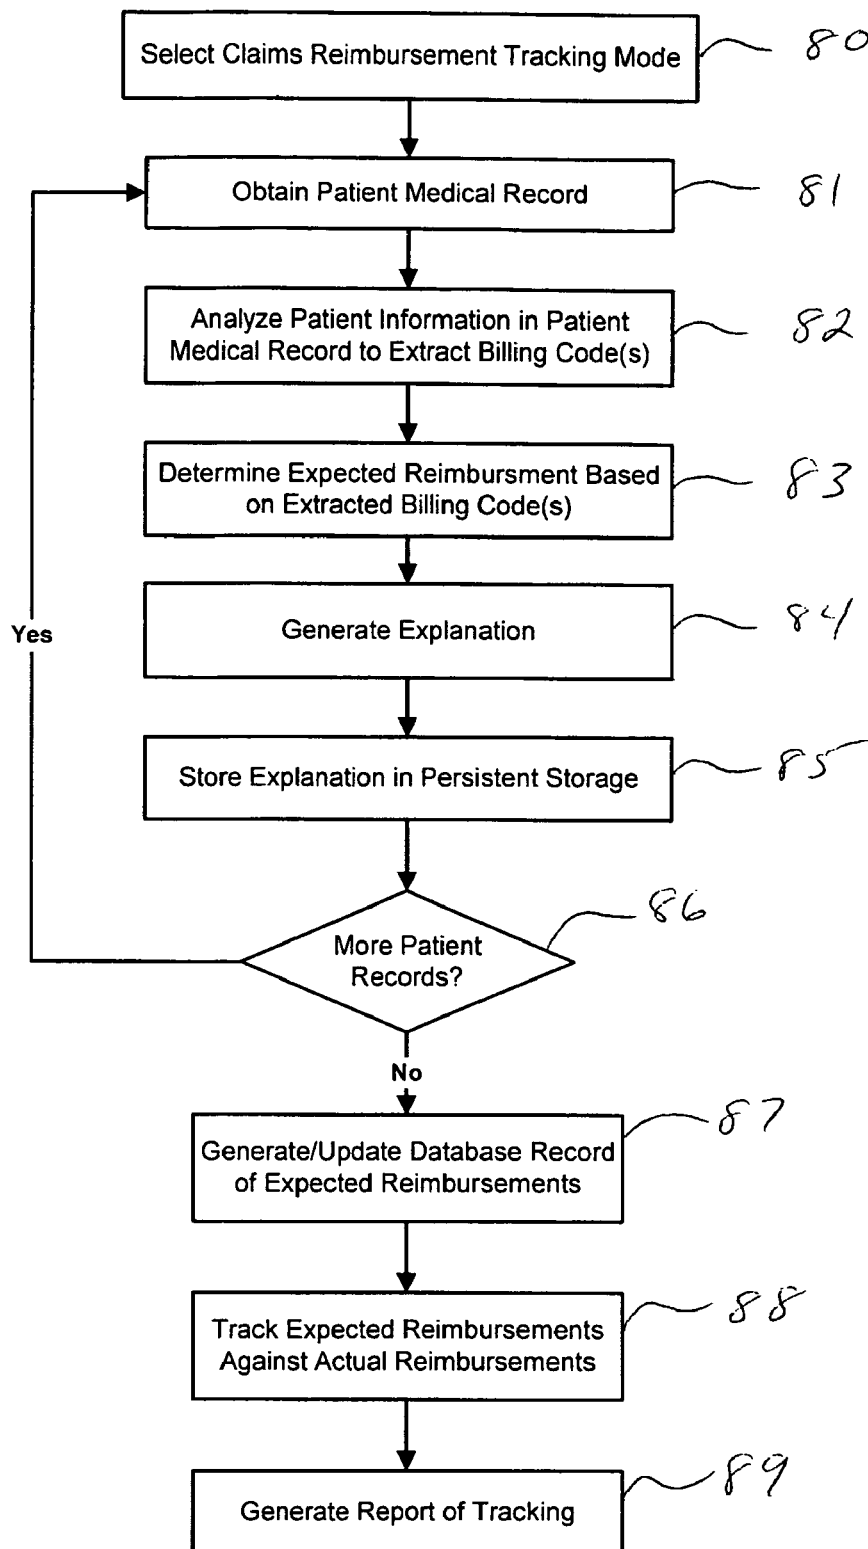 Select Claims Reimbursement Tracking Mode
80
Obtain Patient Medical Record
81
Analyze Patient Information in Patient
Medical Record to Extract Billing Code(s)
82
Determine Expected Reimbursment Based
on Extracted Billing Code(s)
83
Generate Explanation
84
Yes
Store Explanation in Persistent Storage
85
More Patient
Records?
86
No
Generate/Update Database Record
of Expected Reimbursements
87
Track Expected Reimbursements
Against Actual Reimbursements
88
Generate Report of Tracking
89